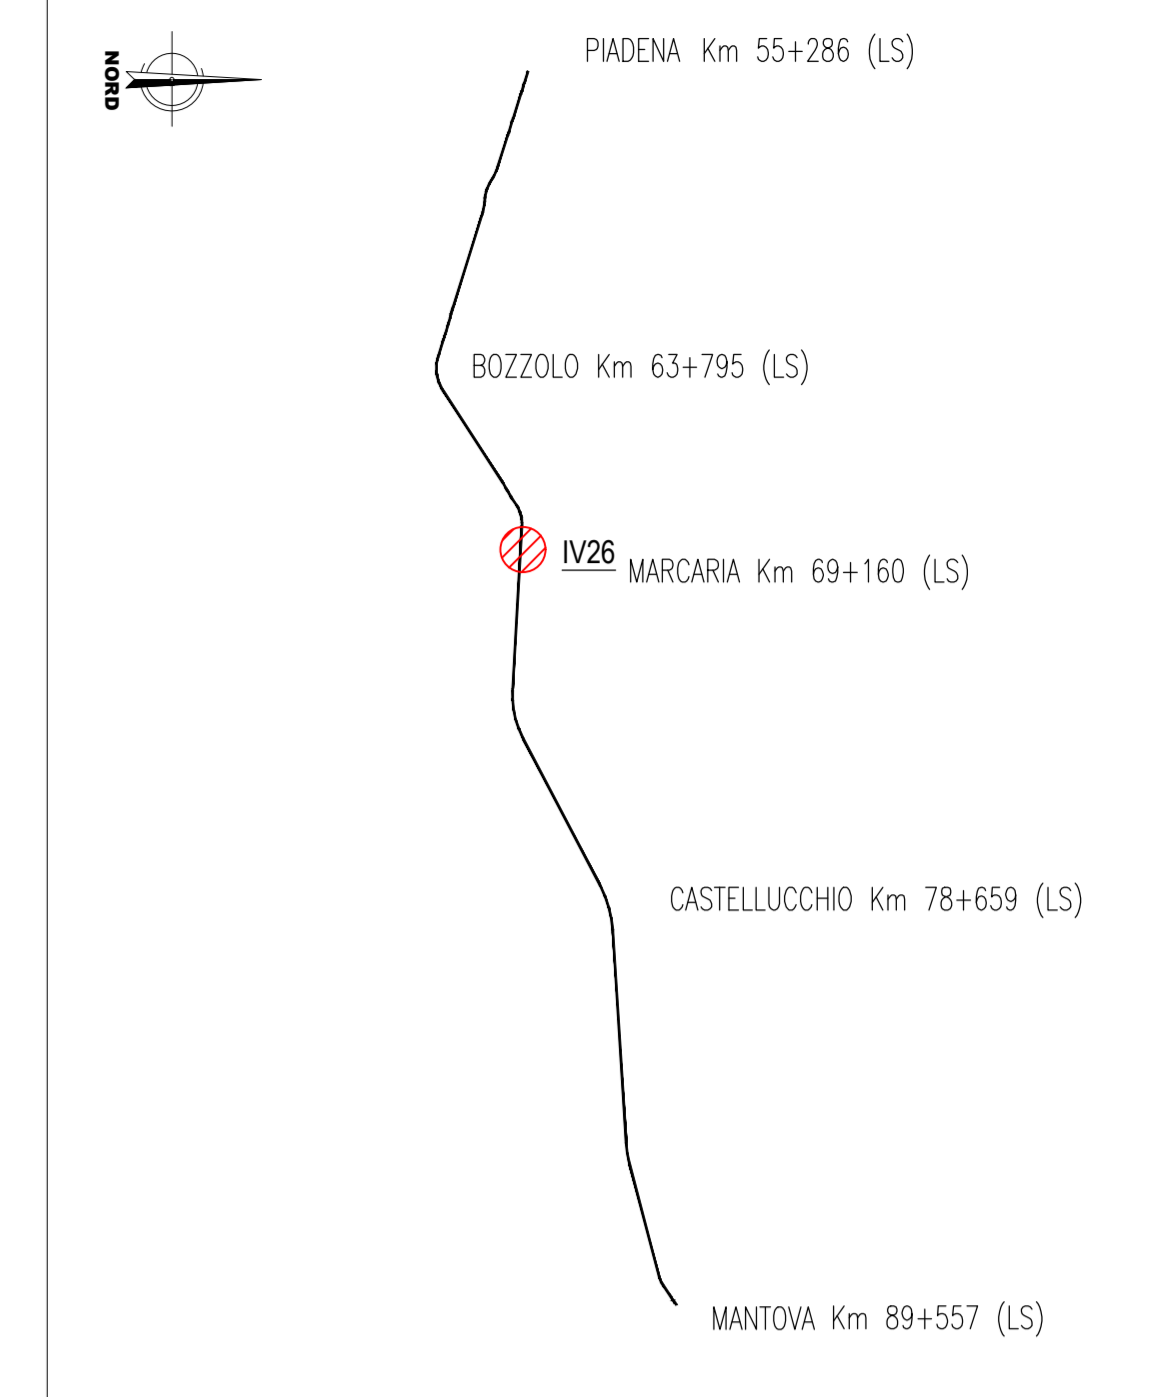 NORD
PIADENA Km 55+286 (LS)
BOZZOLO Km 63+795 (LS)
IV26
MARCARIA Km 69+160 (LS)
CASTELLUCCHIO Km 78+659 (LS)
MANTOVA Km 89+557 (LS)